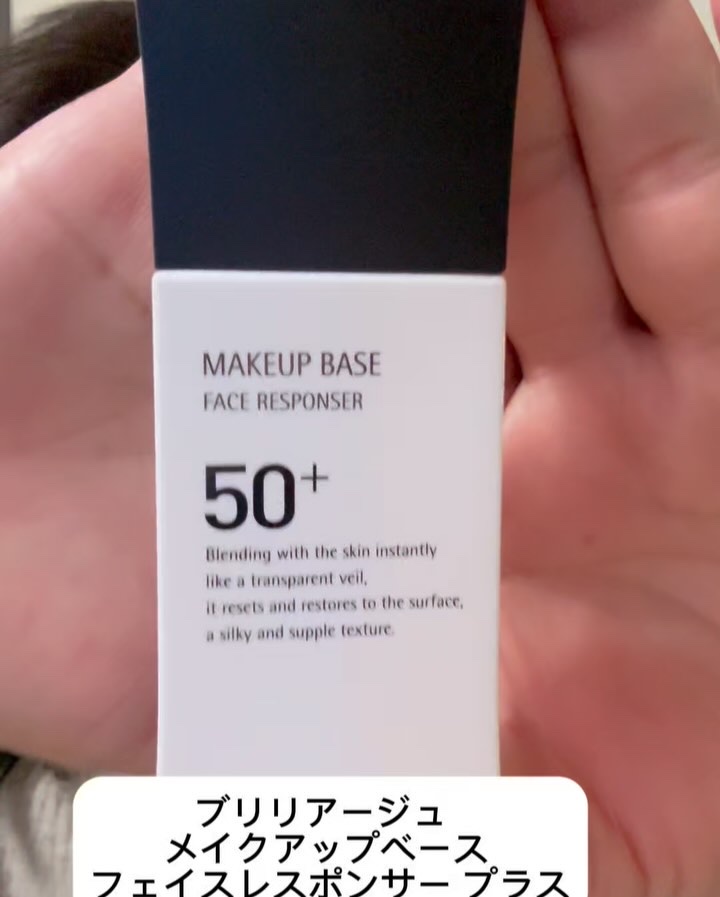 MAKEUP BASE
FACE RESPONSER
50+
Blending with the skin instantly
like a transparent veil,
it resets and restores to the surface,
a silky and supple texture.
ブリリアージュ
メイクアップベース
フェイスレスポンサー プラス